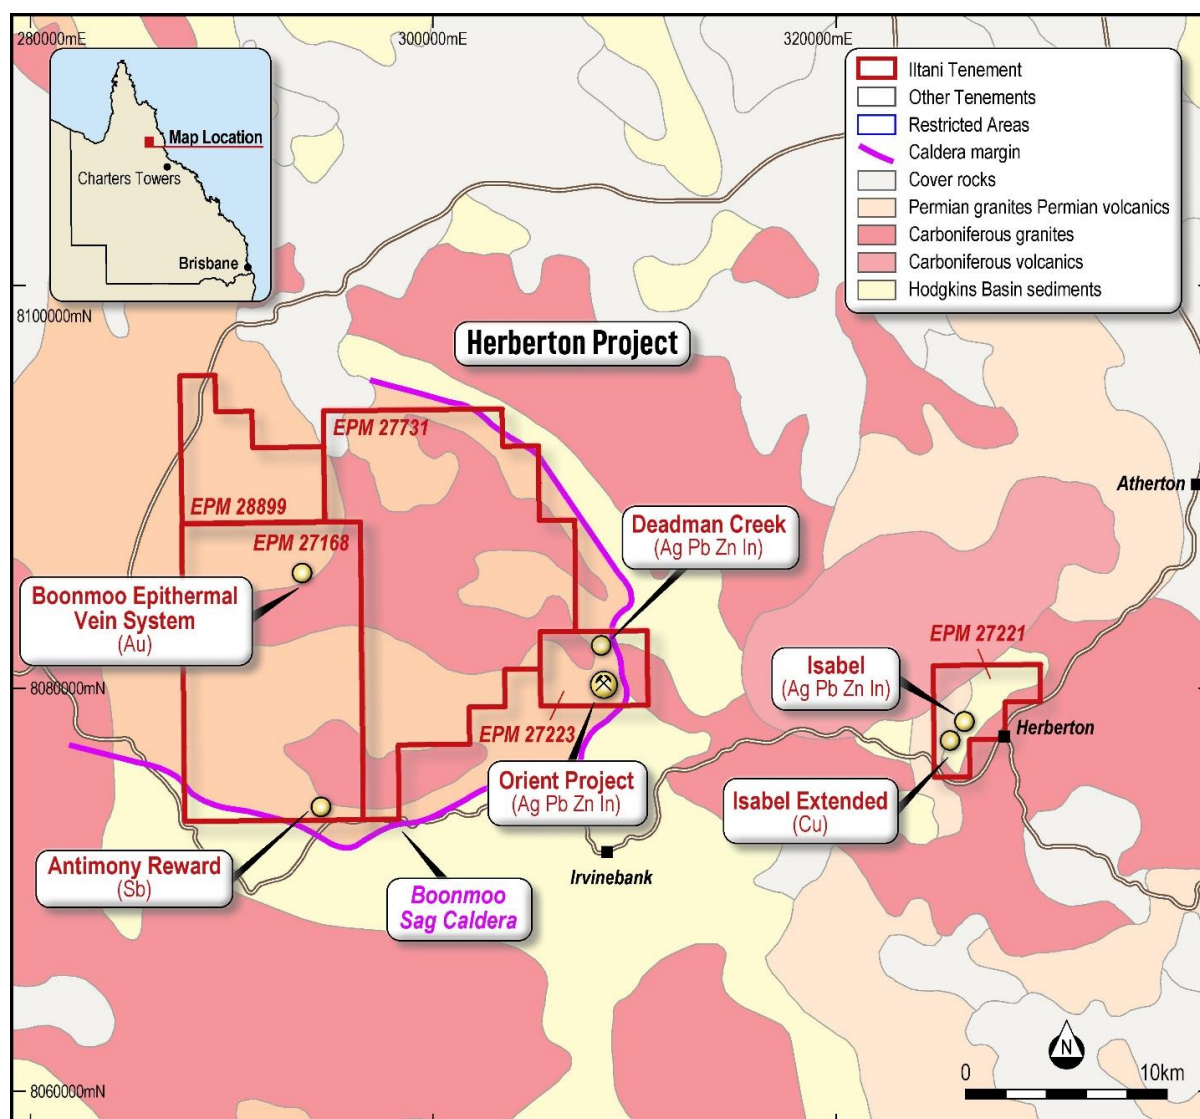 280000mE
300000mE
320000mE
Map Location
Charters Towers
Brisbane
Iltani Tenement
Other Tenements
Restricted Areas
Caldera margin
Cover rocks
Permian granites Permian volcanics
Carboniferous granites
Carboniferous volcanics
Hodgkins Basin sediments
8100000mN
Herberton Project
EPM 27731
Atherton
EPM 28899
EPM 27168
Deadman Creek
(Ag Pb Zn In)
Boonmoo Epithermal
Vein System
(Au)
EPM 27221
Isabel
(Ag Pb Zn In)
8080000mN
EPM 27223
Herberton
Orient Project
(Ag Pb Zn In)
Isabel Extended
(Cu)
Antimony Reward
(Sb)
Irvinebank
Boonmoo
Sag Caldera
N
0
10km
8060000mN